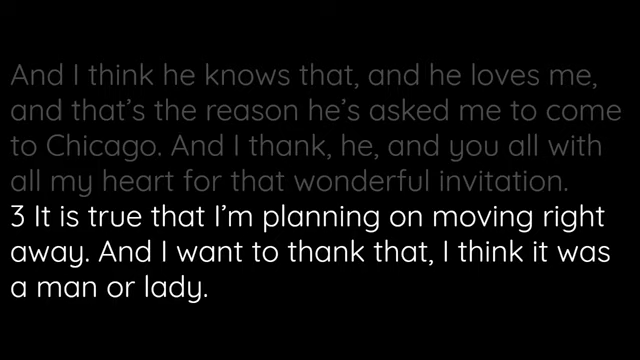 And I think he knows that, and he loves me,
and that's the reason he's asked me to come
to Chicago. And I thank, he, and you all with
all my heart for that wonderful invitation.
3 It is true that I'm planning on moving right
away. And I want to thank that, I think it was
a man or lady.